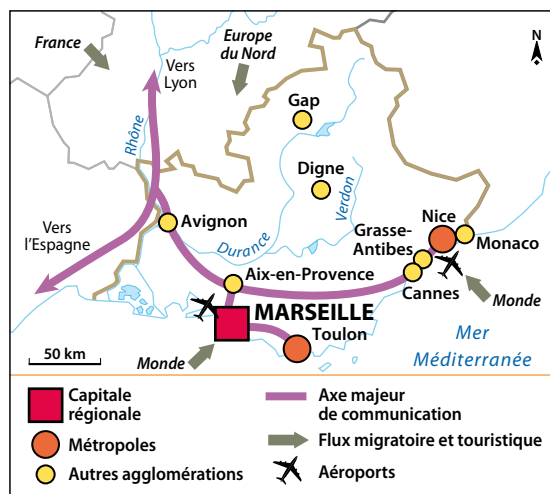 France
Europe
du Nord
N
Vers
Lyon
Gap
Rhône
Digne
Verdon
Avignon
Vers
l'Espagne
Durance
Grasse-
Antibes
Nice
Monaco
Aix-en-Provence
Cannes
Monde
MARSEILLE
Toulon
50 km
Monde
Mer
Méditerranée
Capitale
régionale
Métropoles
Autres agglomérations
Axe majeur
de communication
Flux migratoire et touristique
Aéroports